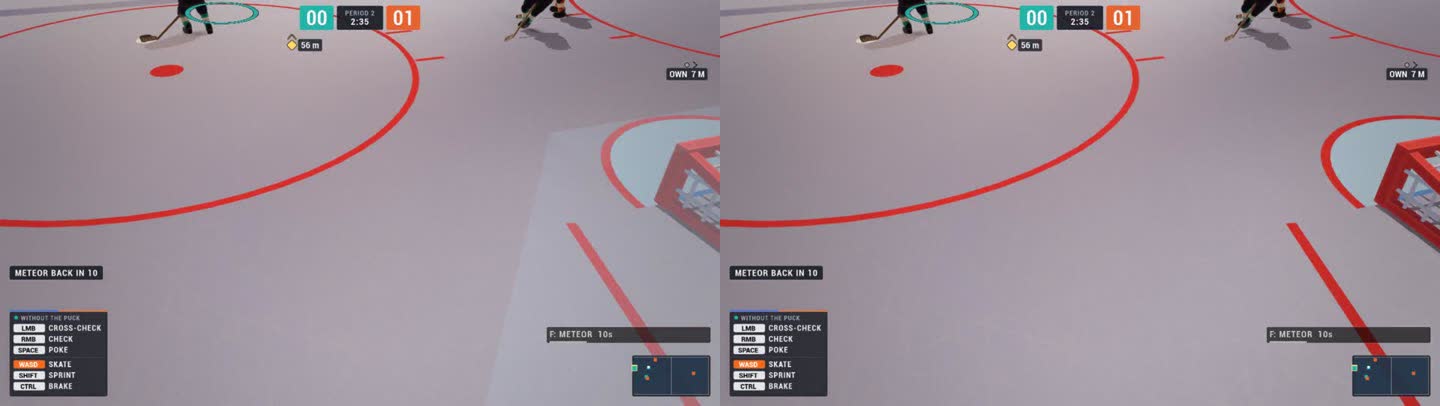 00
PERIOD 2
2:35
01
56 m
OWN 7 M
METEOR BACK IN 10
WITHOUT THE PUCK
LMB CROSS-CHECK
RMB CHECK
SPACE POKE
WASD SKATE
SHIFT SPRINT
CTRL BRAKE
F: METEOR 10s
00
PERIOD 2
2:35
01
56 m
OWN 7 M
METEOR BACK IN 10
WITHOUT THE PUCK
LMB CROSS-CHECK
RMB CHECK
SPACE POKE
WASD SKATE
SHIFT SPRINT
CTRL BRAKE
F: METEOR 10s